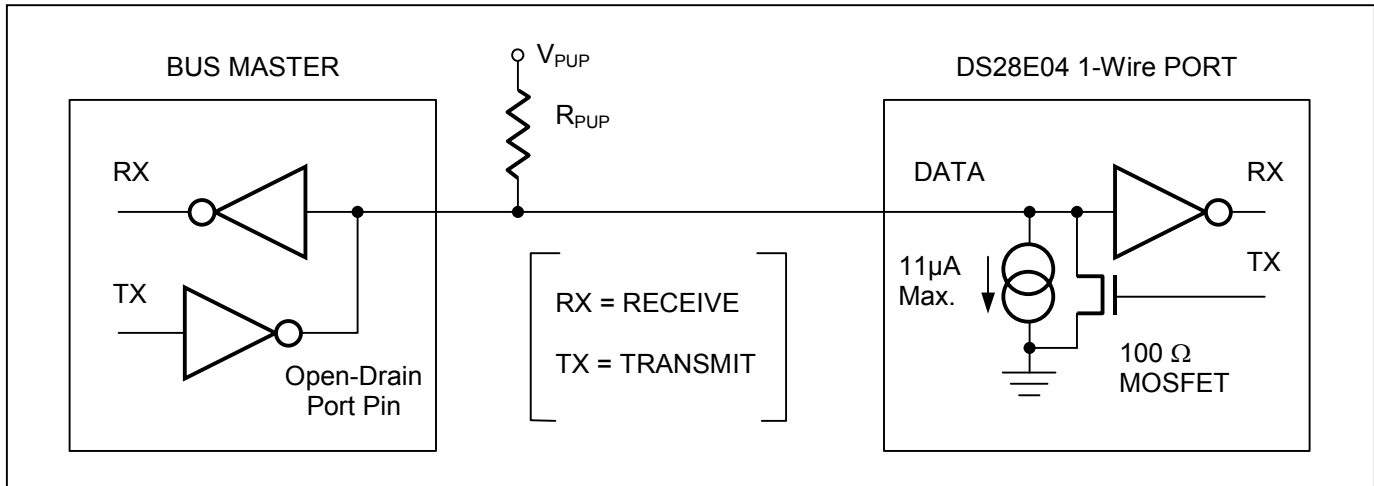 BUS MASTER
V_PUP
DS28E04 1-Wire PORT
R_PUP
RX
DATA
RX
TX
11µA
Max.
TX
RX = RECEIVE
TX = TRANSMIT
Open-Drain
Port Pin
100 Ω
MOSFET